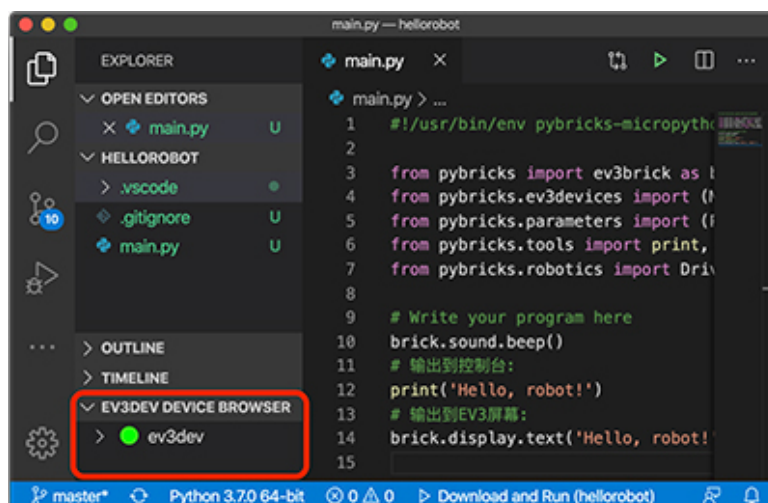 main.py — hellorobot
EXPLORER
OPEN EDITORS
main.py U
HELLOROBOT
.vscode
.gitignore U
main.py U
10
OUTLINE
TIMELINE
EV3DEV DEVICE BROWSER
ev3dev
main.py
main.py > ...
1 #!/usr/bin/env pybricks-micropytho
2
3 from pybricks import ev3brick as
4 from pybricks.ev3devices import (
5 from pybricks.parameters import (
6 from pybricks.tools import print,
7 from pybricks.robotics import Driv
8
9 # Write your program here
10 brick.sound.beep()
11 # 输出到控制台:
12 print('Hello, robot!')
13 # 输出到EV3屏幕:
14 brick.display.text('Hello, robot!'
15
master* Python 3.7.0 64-bit 0 0 Download and Run (hellorobot)